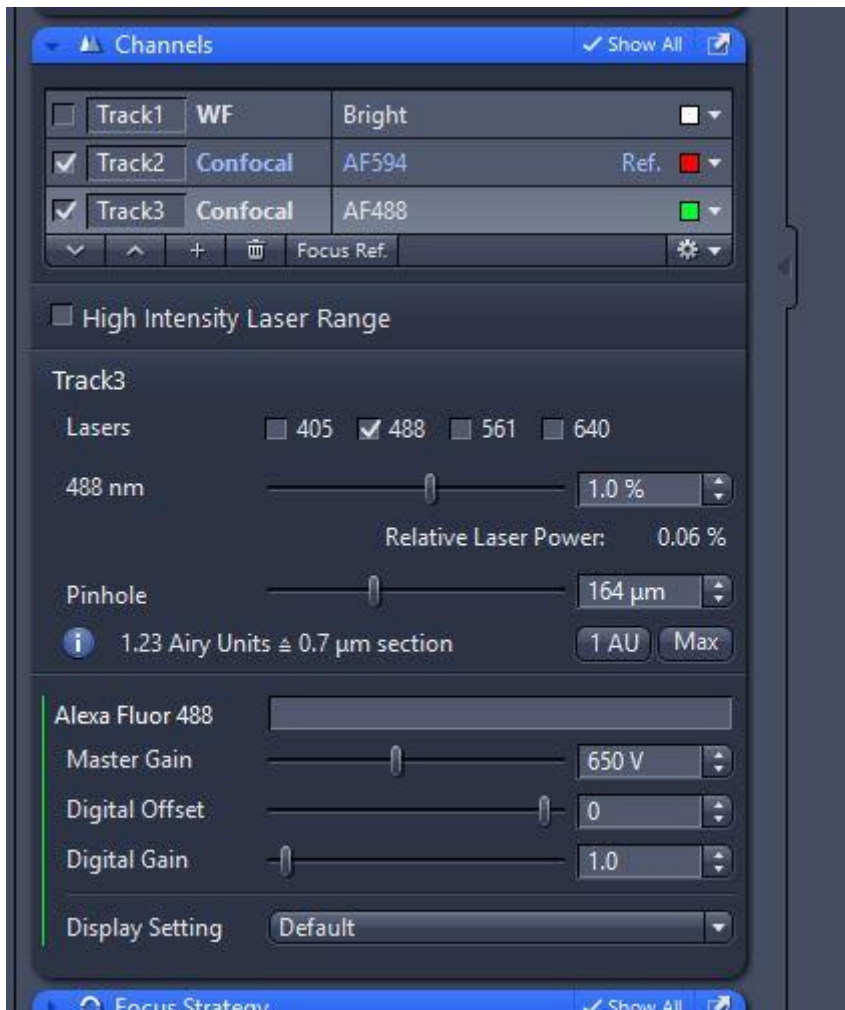 Channels Show All
Track1 WF Bright
Track2 Confocal AF594 Ref.
Track3 Confocal AF488
Focus Ref.
High Intensity Laser Range
Track3
Lasers 405 488 561 640
488 nm 1.0 %
Relative Laser Power: 0.06 %
Pinhole 164 µm
1.23 Airy Units ≙ 0.7 µm section 1 AU Max
Alexa Fluor 488
Master Gain 650 V
Digital Offset 0
Digital Gain 1.0
Display Setting Default
Focus Strategy Show All